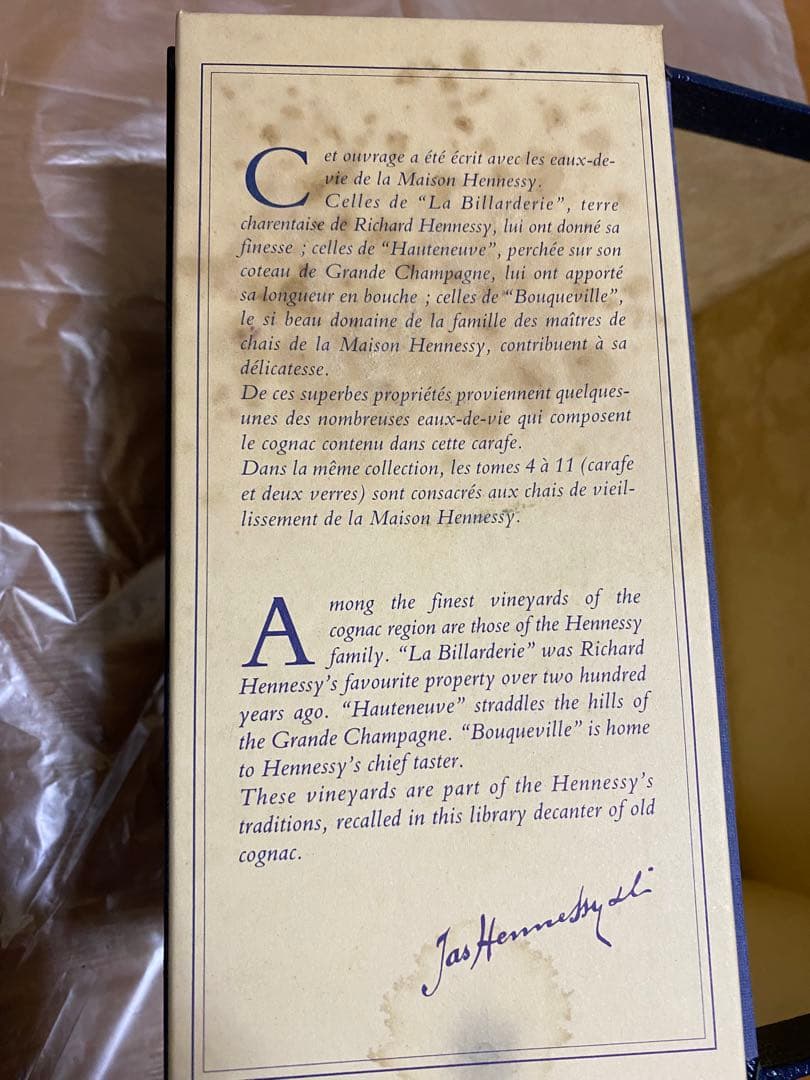 Cet ouvrage a été écrit avec les eaux-de-
vie de la Maison Hennessy.
Celles de “La Billarderie”, terre
charentaise de Richard Hennessy, lui ont donné sa
finesse ; celles de “Hauteneuve”, perchée sur son
coteau de Grande Champagne, lui ont apporté
sa longueur en bouche ; celles de “Bouqueville”,
le si beau domaine de la famille des maîtres de
chais de la Maison Hennessy, contribuent à sa
délicatesse.
De ces superbes propriétés proviennent quelques-
unes des nombreuses eaux-de-vie qui composent
le cognac contenu dans cette carafe.
Dans la même collection, les tomes 4 à 11 (carafe
et deux verres) sont consacrés aux chais de vieil-
lissement de la Maison Hennessy.
Among the finest vineyards of the
cognac region are those of the Hennessy
family. “La Billarderie” was Richard
Hennessy’s favourite property over two hundred
years ago. “Hauteneuve” straddles the hills of
the Grande Champagne. “Bouqueville” is home
to Hennessy’s chief taster.
These vineyards are part of the Hennessy’s
traditions, recalled in this library decanter of old
cognac.
Jas Hennessy